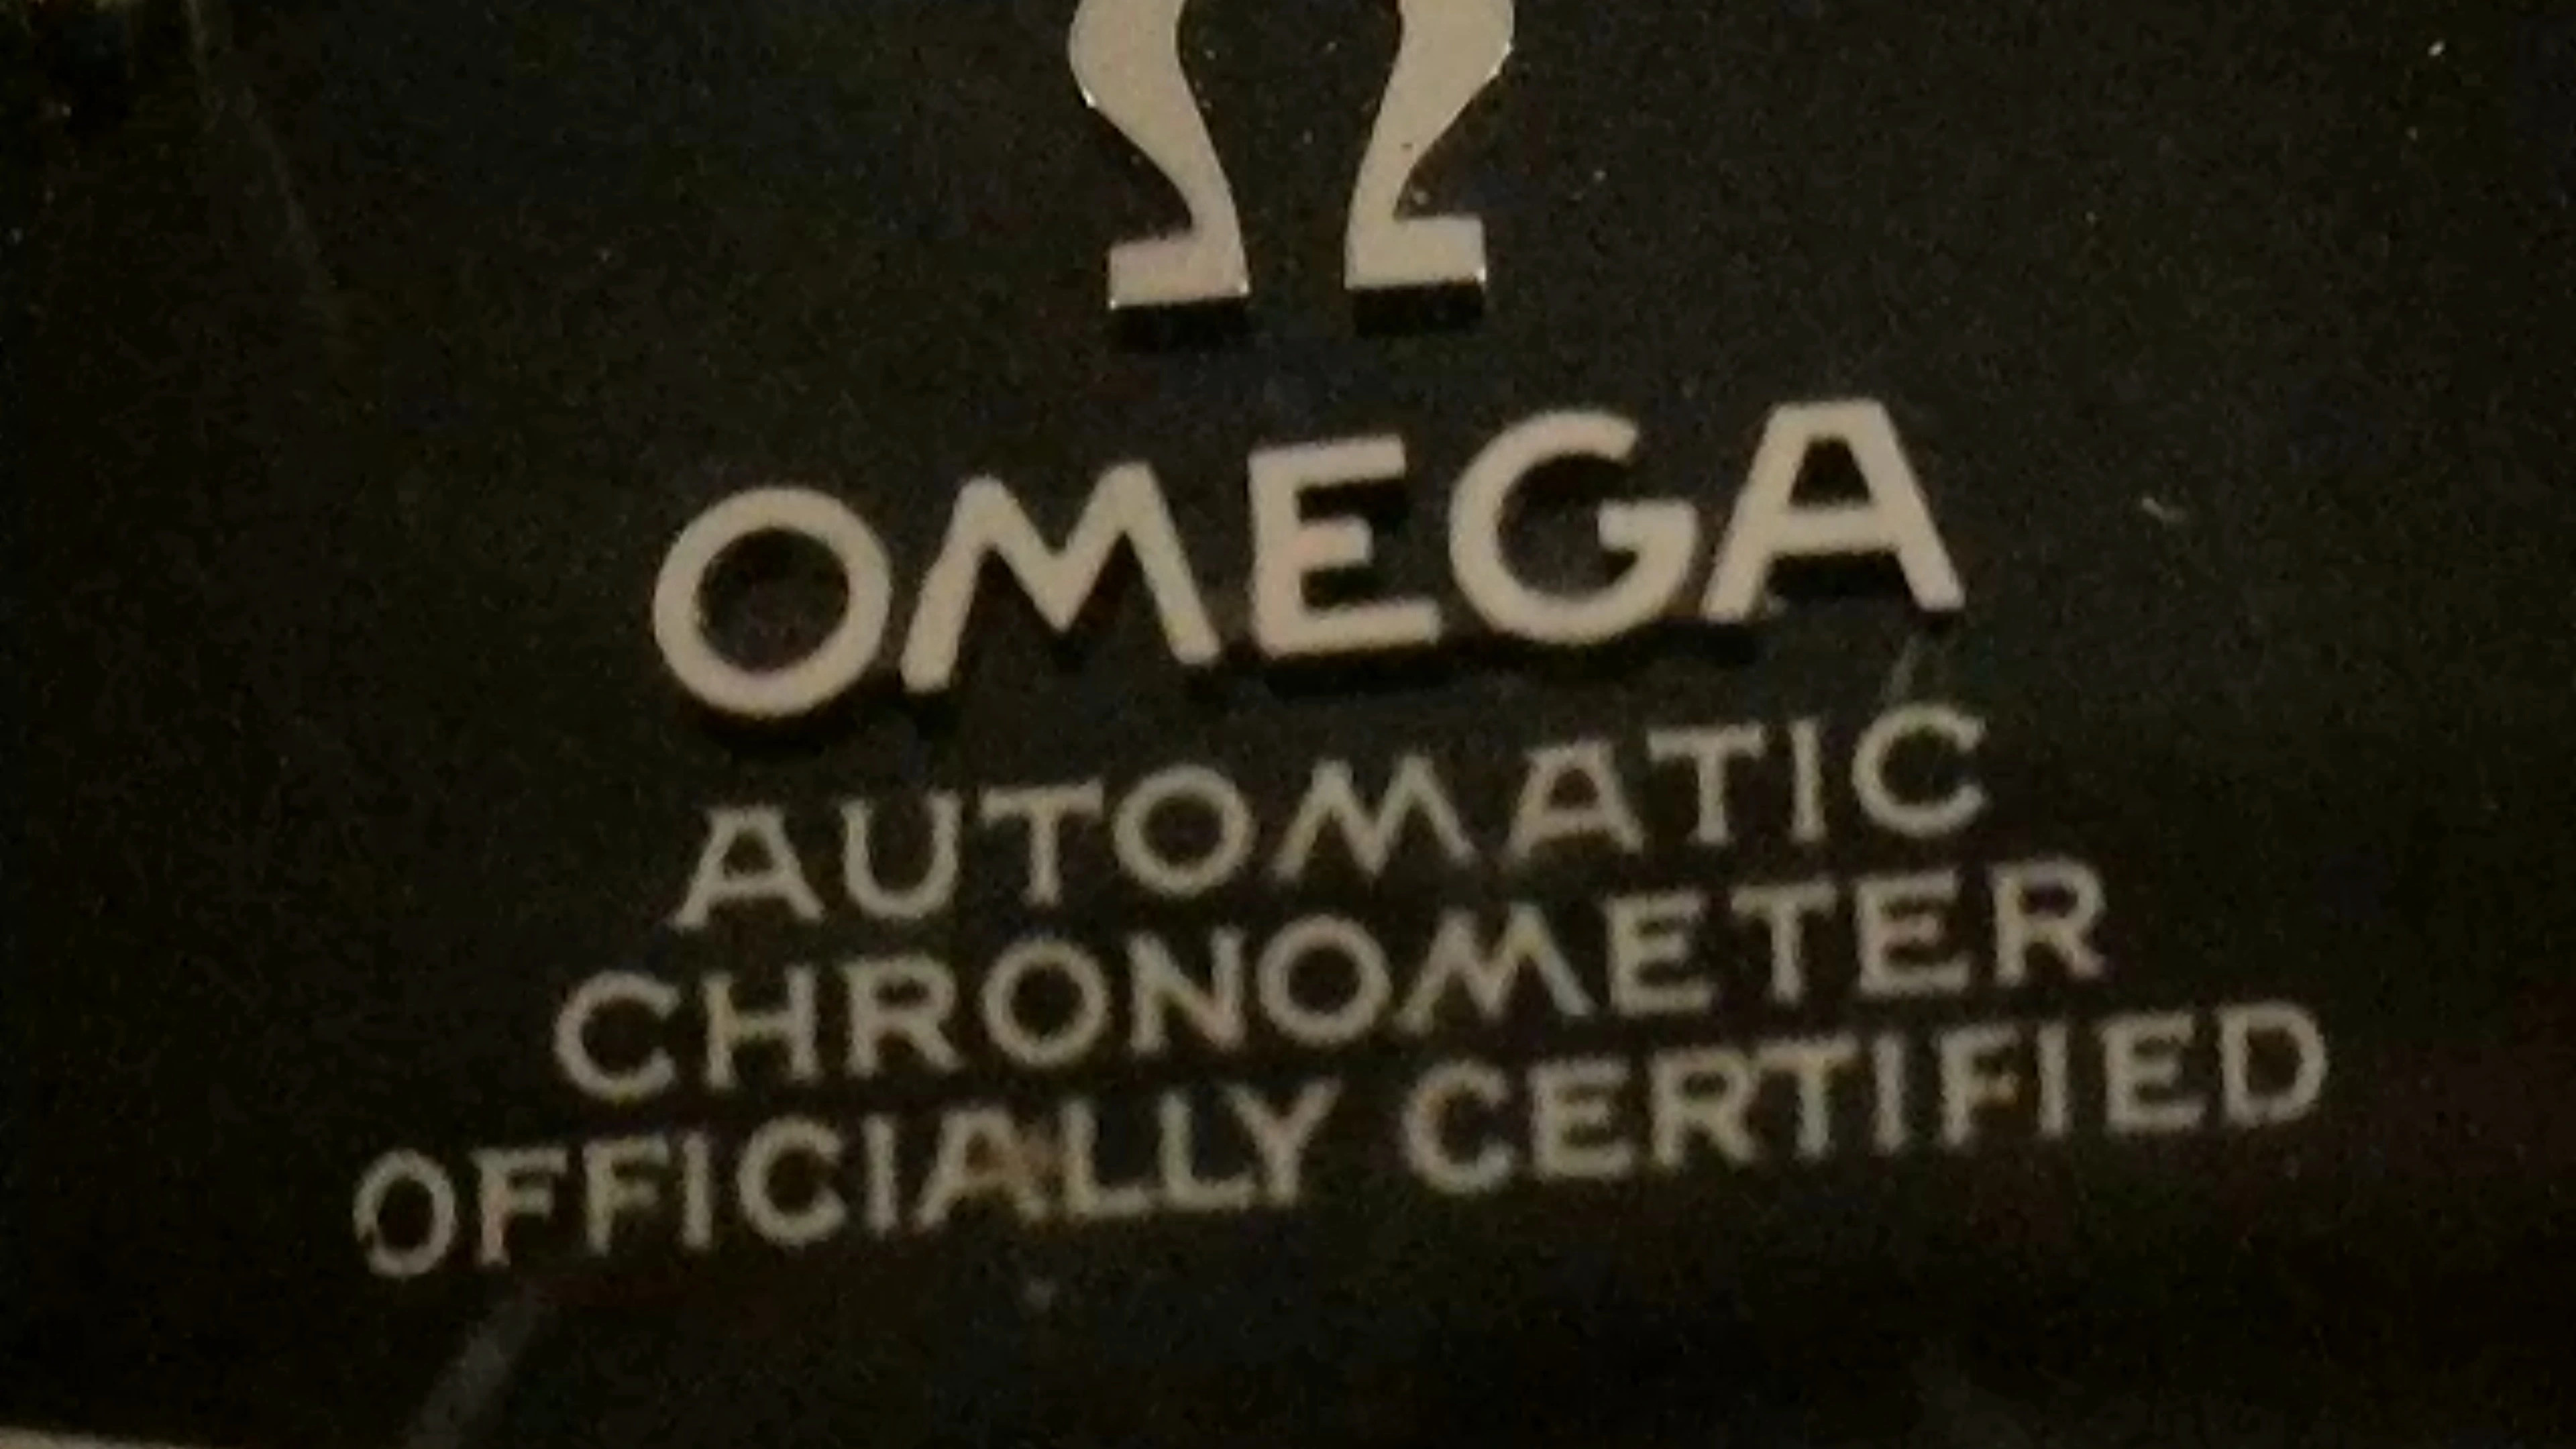 Ω
OMEGA
AUTOMATIC
CHRONOMETER
OFFICIALLY CERTIFIED